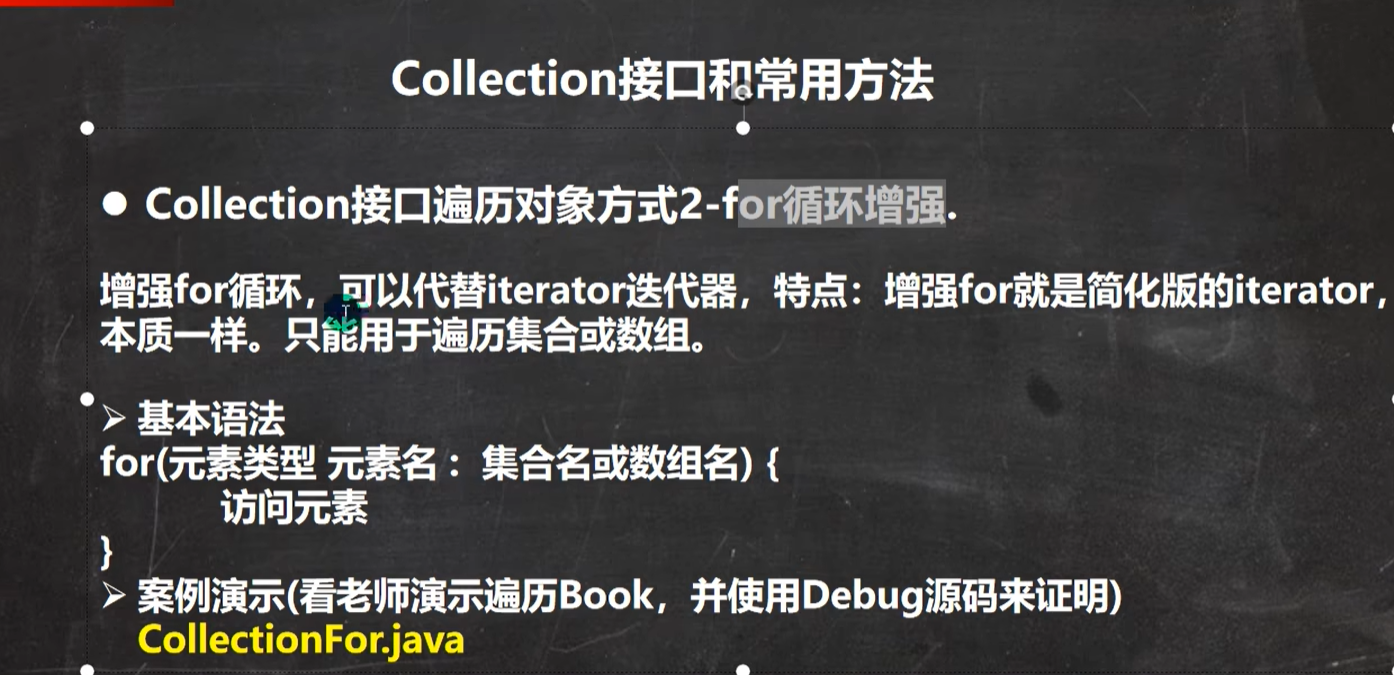 Collection接口和常用方法
● Collection接口遍历对象方式2-for循环增强.
增强for循环，可以代替iterator迭代器，特点：增强for就是简化版的iterator，
本质一样。只能用于遍历集合或数组。
➢ 基本语法
for(元素类型 元素名：集合名或数组名) {
访问元素
}
➢ 案例演示(看老师演示遍历Book，并使用Debug源码来证明)
CollectionFor.java